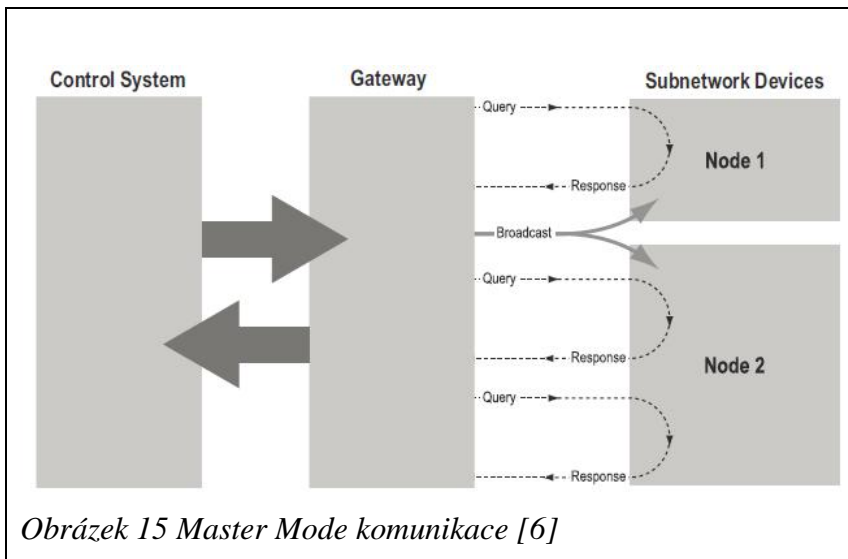 Control System
Gateway
Subnetwork Devices
Query
Node 1
Response
Broadcast
Query
Response
Node 2
Query
Response
Obrázek 15 Master Mode komunikace [6]